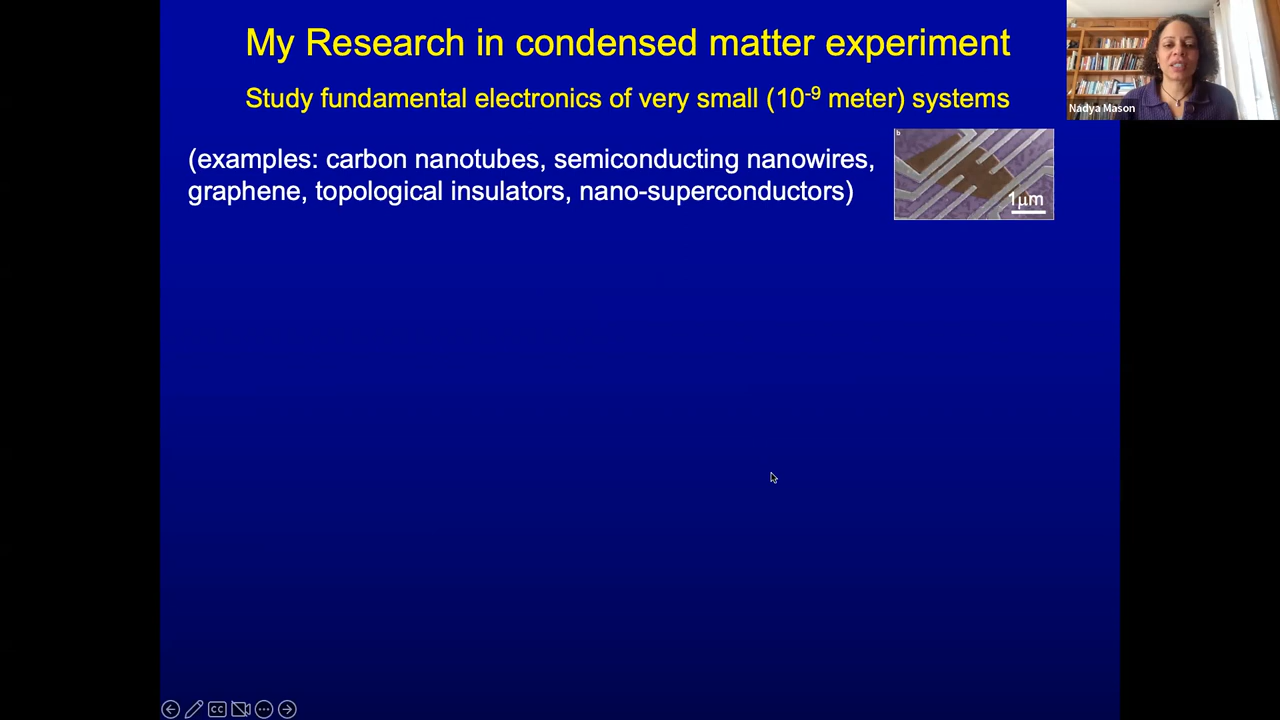 My Research in condensed matter experiment
Study fundamental electronics of very small (10⁻⁹ meter) systems
Nadya Mason
(examples: carbon nanotubes, semiconducting nanowires,
graphene, topological insulators, nano-superconductors)
b
1μm
CC